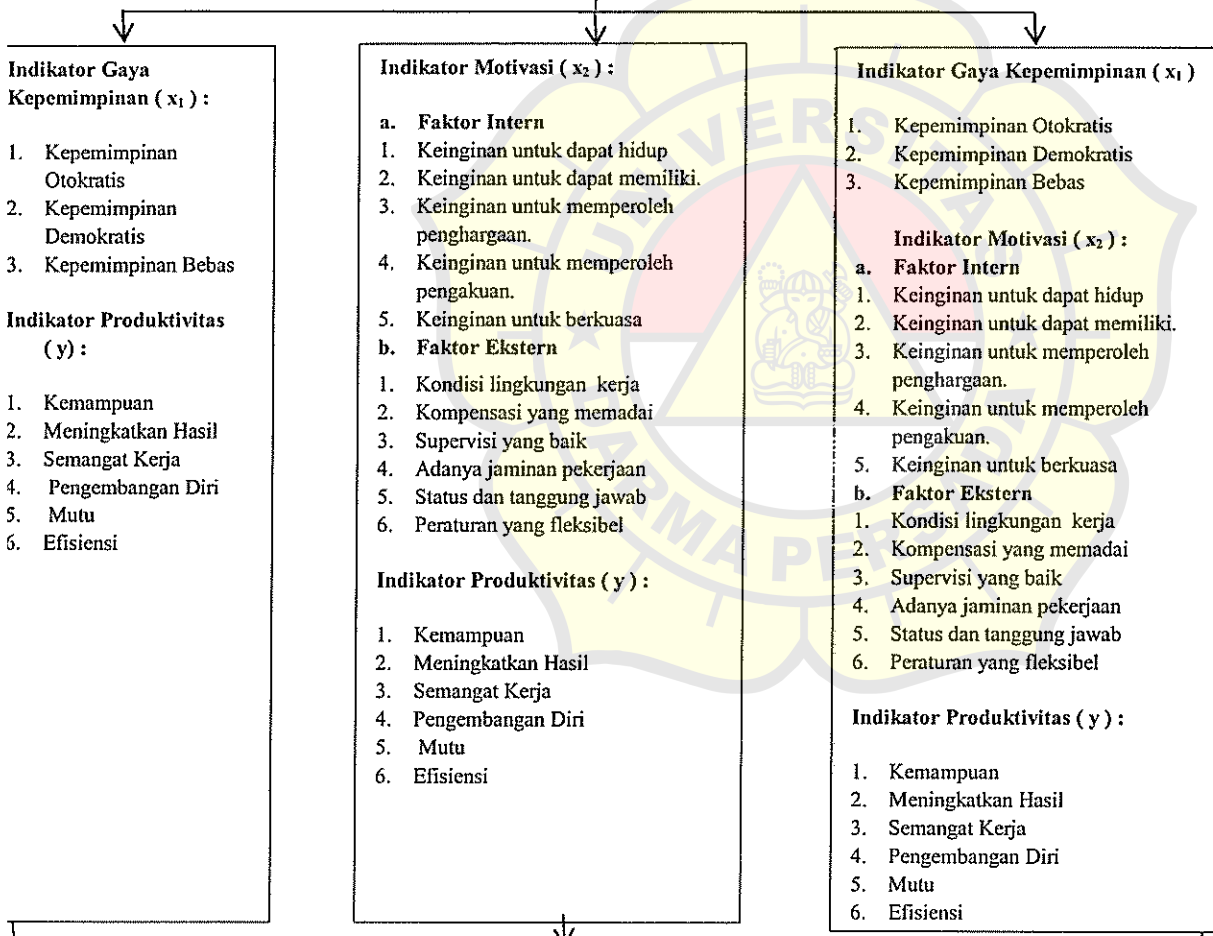 Indikator Gaya
Kepemimpinan ( x₁ ) :
1. Kepemimpinan
Otokratis
2. Kepemimpinan
Demokratis
3. Kepemimpinan Bebas
Indikator Produktivitas
( y) :
1. Kemampuan
2. Meningkatkan Hasil
3. Semangat Kerja
4. Pengembangan Diri
5. Mutu
6. Efisiensi
Indikator Motivasi ( x₂ ) :
a. Faktor Intern
1. Keinginan untuk dapat hidup
2. Keinginan untuk dapat memiliki.
3. Keinginan untuk memperoleh
penghargaan.
4. Keinginan untuk memperoleh
pengakuan.
5. Keinginan untuk berkuasa
b. Faktor Ekstern
1. Kondisi lingkungan kerja
2. Kompensasi yang memadai
3. Supervisi yang baik
4. Adanya jaminan pekerjaan
5. Status dan tanggung jawab
6. Peraturan yang fleksibel
Indikator Produktivitas ( y ) :
1. Kemampuan
2. Meningkatkan Hasil
3. Semangat Kerja
4. Pengembangan Diri
5. Mutu
6. Efisiensi
Indikator Gaya Kepemimpinan ( x₁ )
1. Kepemimpinan Otokratis
2. Kepemimpinan Demokratis
3. Kepemimpinan Bebas
Indikator Motivasi ( x₂ ) :
a. Faktor Intern
1. Keinginan untuk dapat hidup
2. Keinginan untuk dapat memiliki.
3. Keinginan untuk memperoleh
penghargaan.
4. Keinginan untuk memperoleh
pengakuan.
5. Keinginan untuk berkuasa
b. Faktor Ekstern
1. Kondisi lingkungan kerja
2. Kompensasi yang memadai
3. Supervisi yang baik
4. Adanya jaminan pekerjaan
5. Status dan tanggung jawab
6. Peraturan yang fleksibel
Indikator Produktivitas ( y ) :
1. Kemampuan
2. Meningkatkan Hasil
3. Semangat Kerja
4. Pengembangan Diri
5. Mutu
6. Efisiensi
UNIVERSITAS
DARMA PERSADA